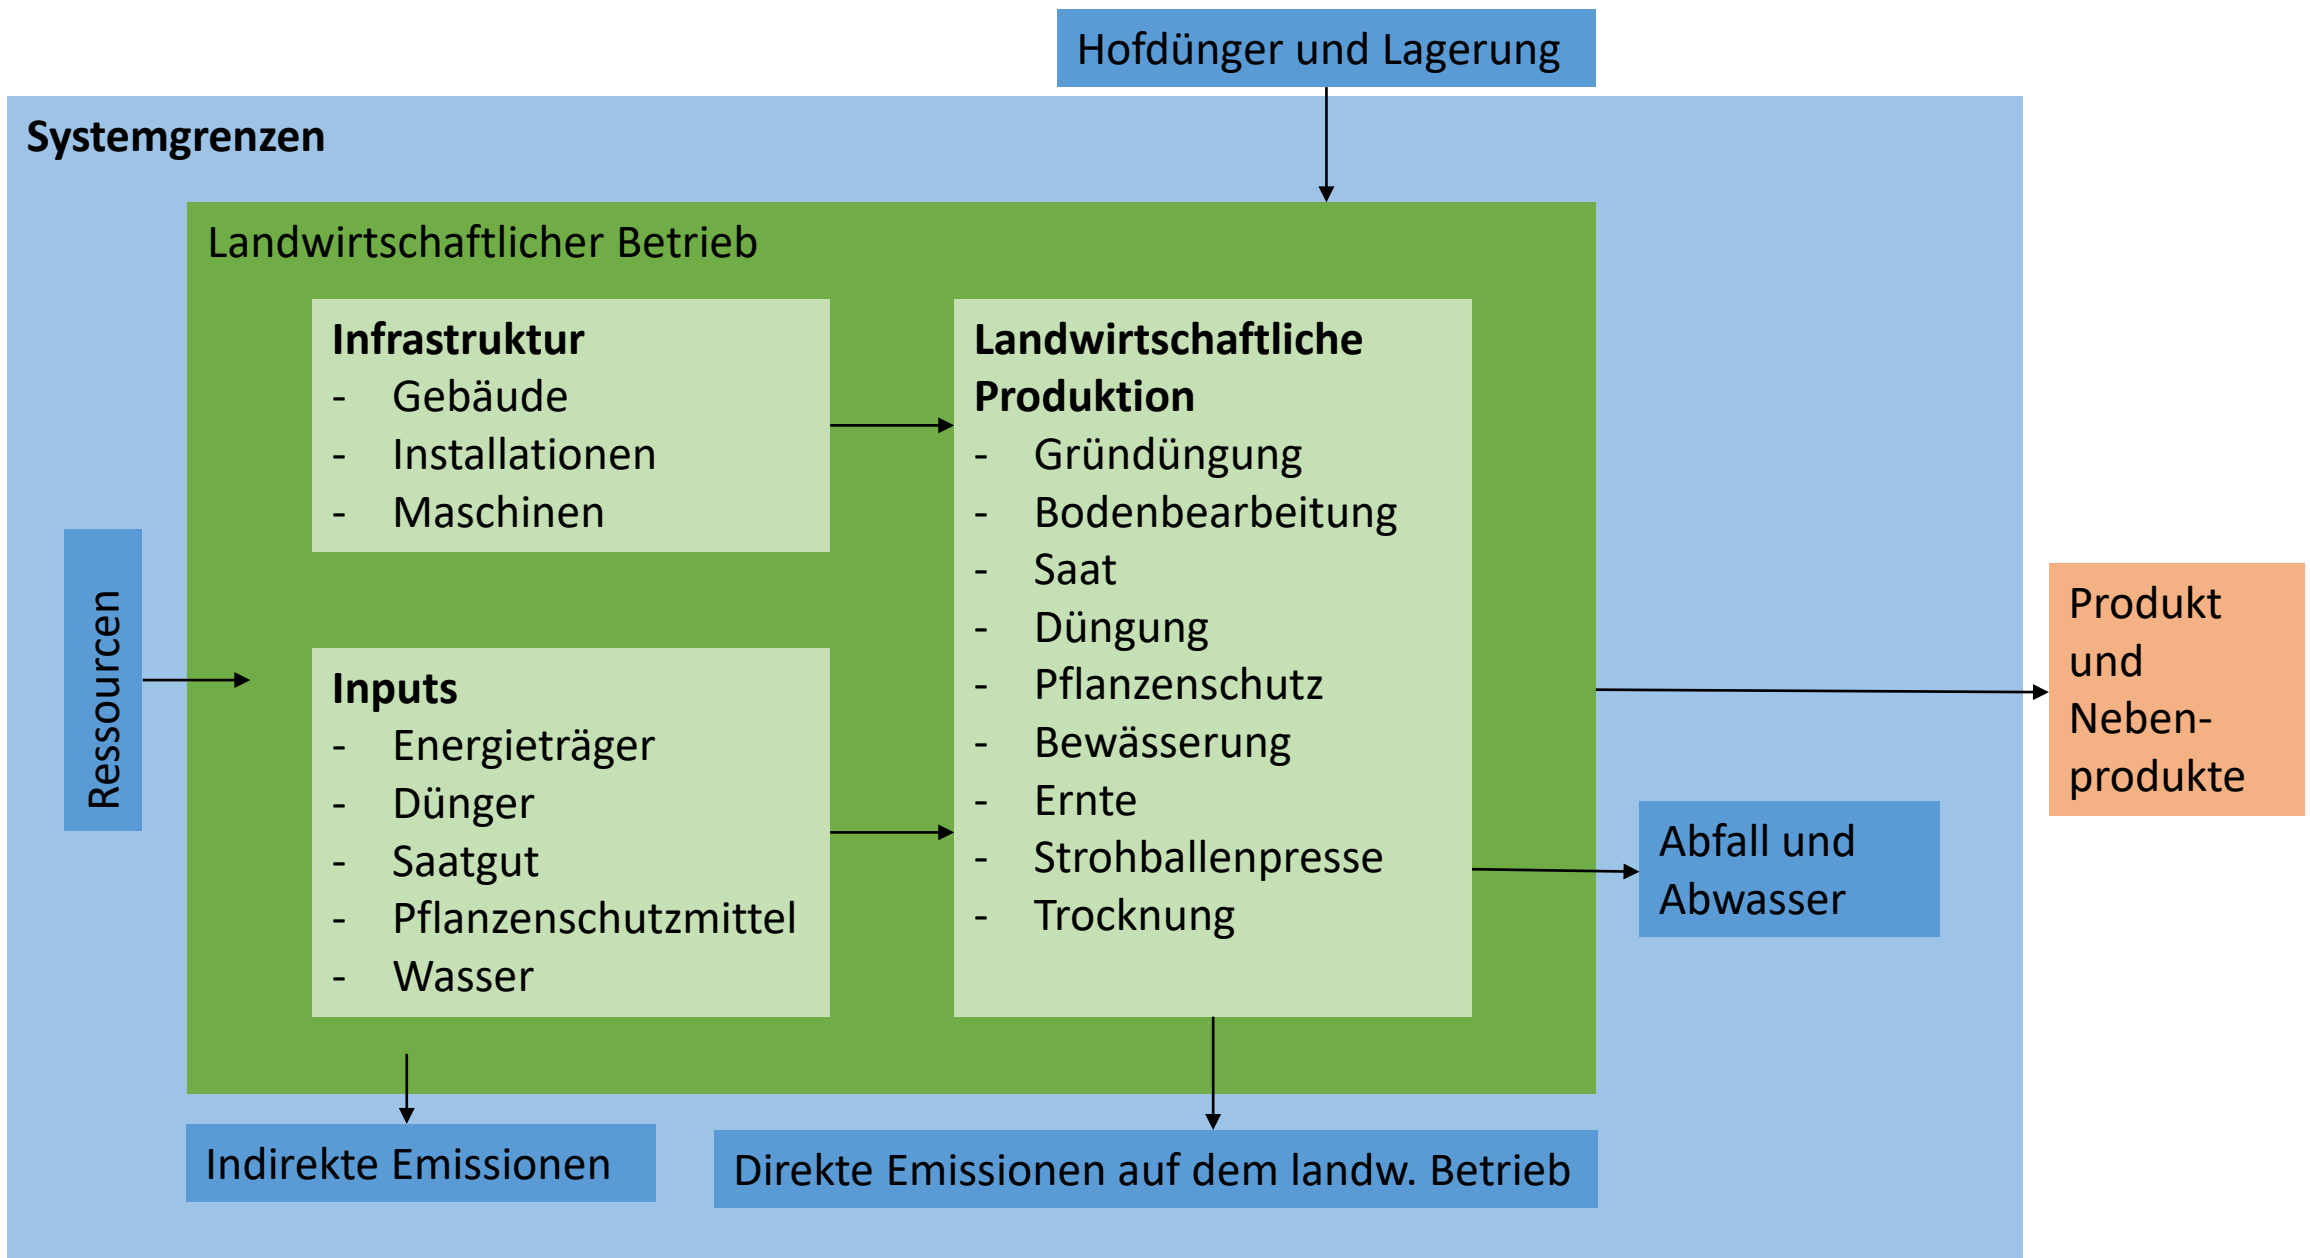 Hofdünger und Lagerung
Systemgrenzen
Landwirtschaftlicher Betrieb
Infrastruktur
- Gebäude
- Installationen
- Maschinen
Landwirtschaftliche
Produktion
- Gründüngung
- Bodenbearbeitung
- Saat
- Düngung
- Pflanzenschutz
- Bewässerung
- Ernte
- Strohballenpresse
- Trocknung
Ressourcen
Inputs
- Energieträger
- Dünger
- Saatgut
- Pflanzenschutzmittel
- Wasser
Produkt
und
Neben-
produkte
Abfall und
Abwasser
Indirekte Emissionen
Direkte Emissionen auf dem landw. Betrieb